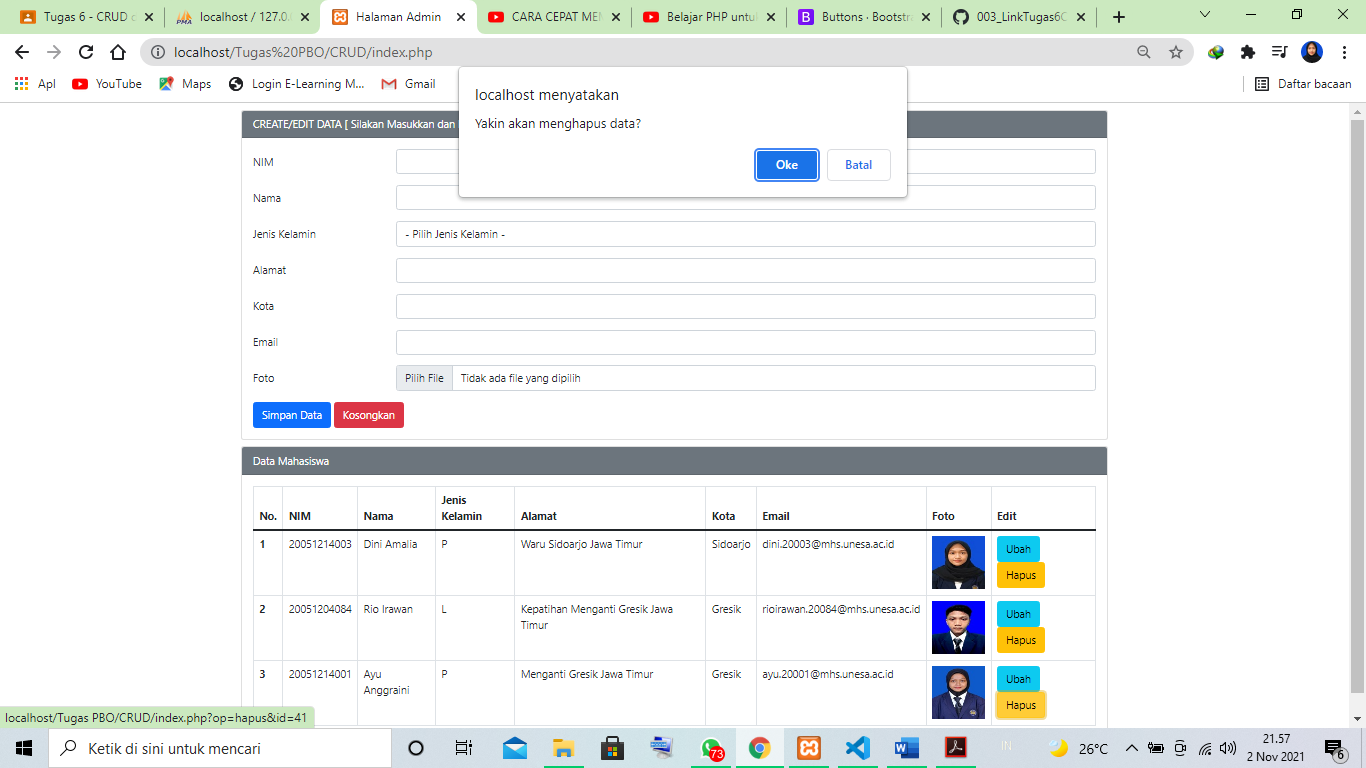 Tugas 6 - CRUD
localhost / 127.0.
Halaman Admin
CARA CEPAT MEN
Belajar PHP untu
Buttons · Bootstra
003_LinkTugas6C
localhost/Tugas%20PBO/CRUD/index.php
Apl
YouTube
Maps
Login E-Learning M...
Gmail
Daftar bacaan
localhost menyatakan
Yakin akan menghapus data?
Oke
Batal
CREATE/EDIT DATA [ Silakan Masukkan dan
NIM
Nama
Jenis Kelamin
- Pilih Jenis Kelamin -
Alamat
Kota
Email
Foto
Pilih File
Tidak ada file yang dipilih
Simpan Data
Kosongkan
Data Mahasiswa
No. NIM Nama Jenis Kelamin Alamat Kota Email Foto Edit
1 20051214003 Dini Amalia P Waru Sidoarjo Jawa Timur Sidoarjo dini.20003@mhs.unesa.ac.id Ubah
Hapus
2 20051204084 Rio Irawan L Kepatihan Menganti Gresik Jawa Timur Gresik rioirawan.20084@mhs.unesa.ac.id Ubah
Hapus
3 20051214001 Ayu Anggraini P Menganti Gresik Jawa Timur Gresik ayu.20001@mhs.unesa.ac.id Ubah
Hapus
localhost/Tugas PBO/CRUD/index.php?op=hapus&id=41
Ketik di sini untuk mencari
73
IN
26°C
21.57
2 Nov 2021
6